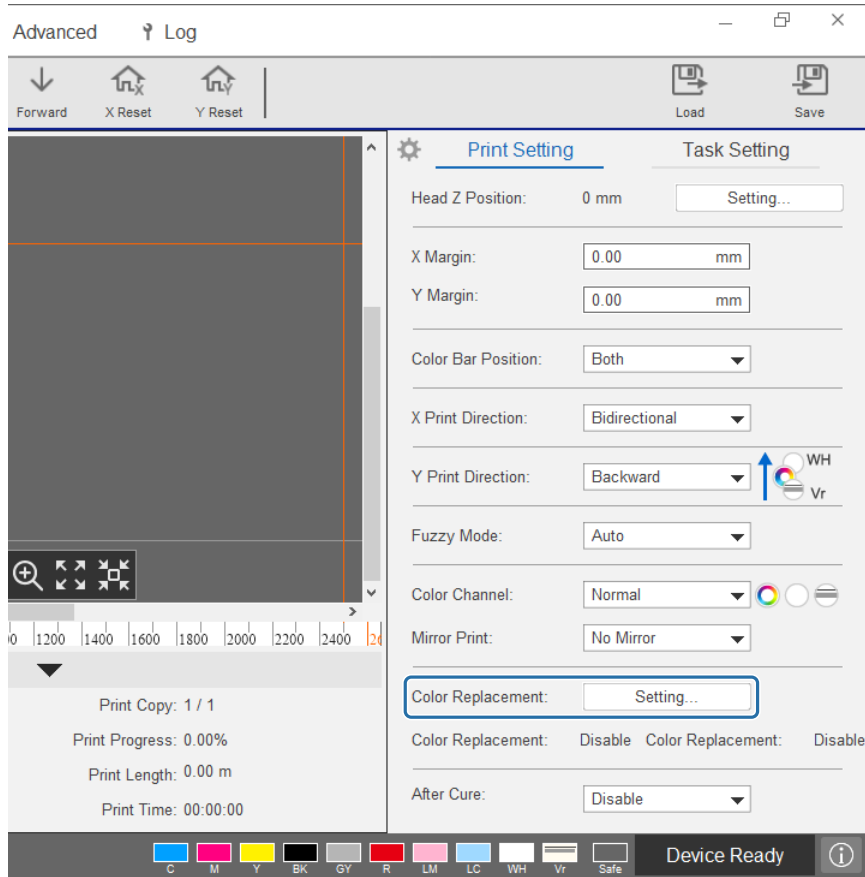 Advanced Log
Forward X Reset Y Reset Load Save
Print Setting Task Setting
Head Z Position: 0 mm Setting...
X Margin: 0.00 mm
Y Margin: 0.00 mm
Color Bar Position: Both
X Print Direction: Bidirectional
Y Print Direction: Backward WH Vr
Fuzzy Mode: Auto
Color Channel: Normal
Mirror Print: No Mirror
1200 1400 1600 1800 2000 2200 2400
Color Replacement: Setting...
Color Replacement: Disable Color Replacement: Disable
After Cure: Disable
Print Copy: 1 / 1
Print Progress: 0.00%
Print Length: 0.00 m
Print Time: 00:00:00
C M Y BK GY R LM LC WH Vr Safe
Device Ready